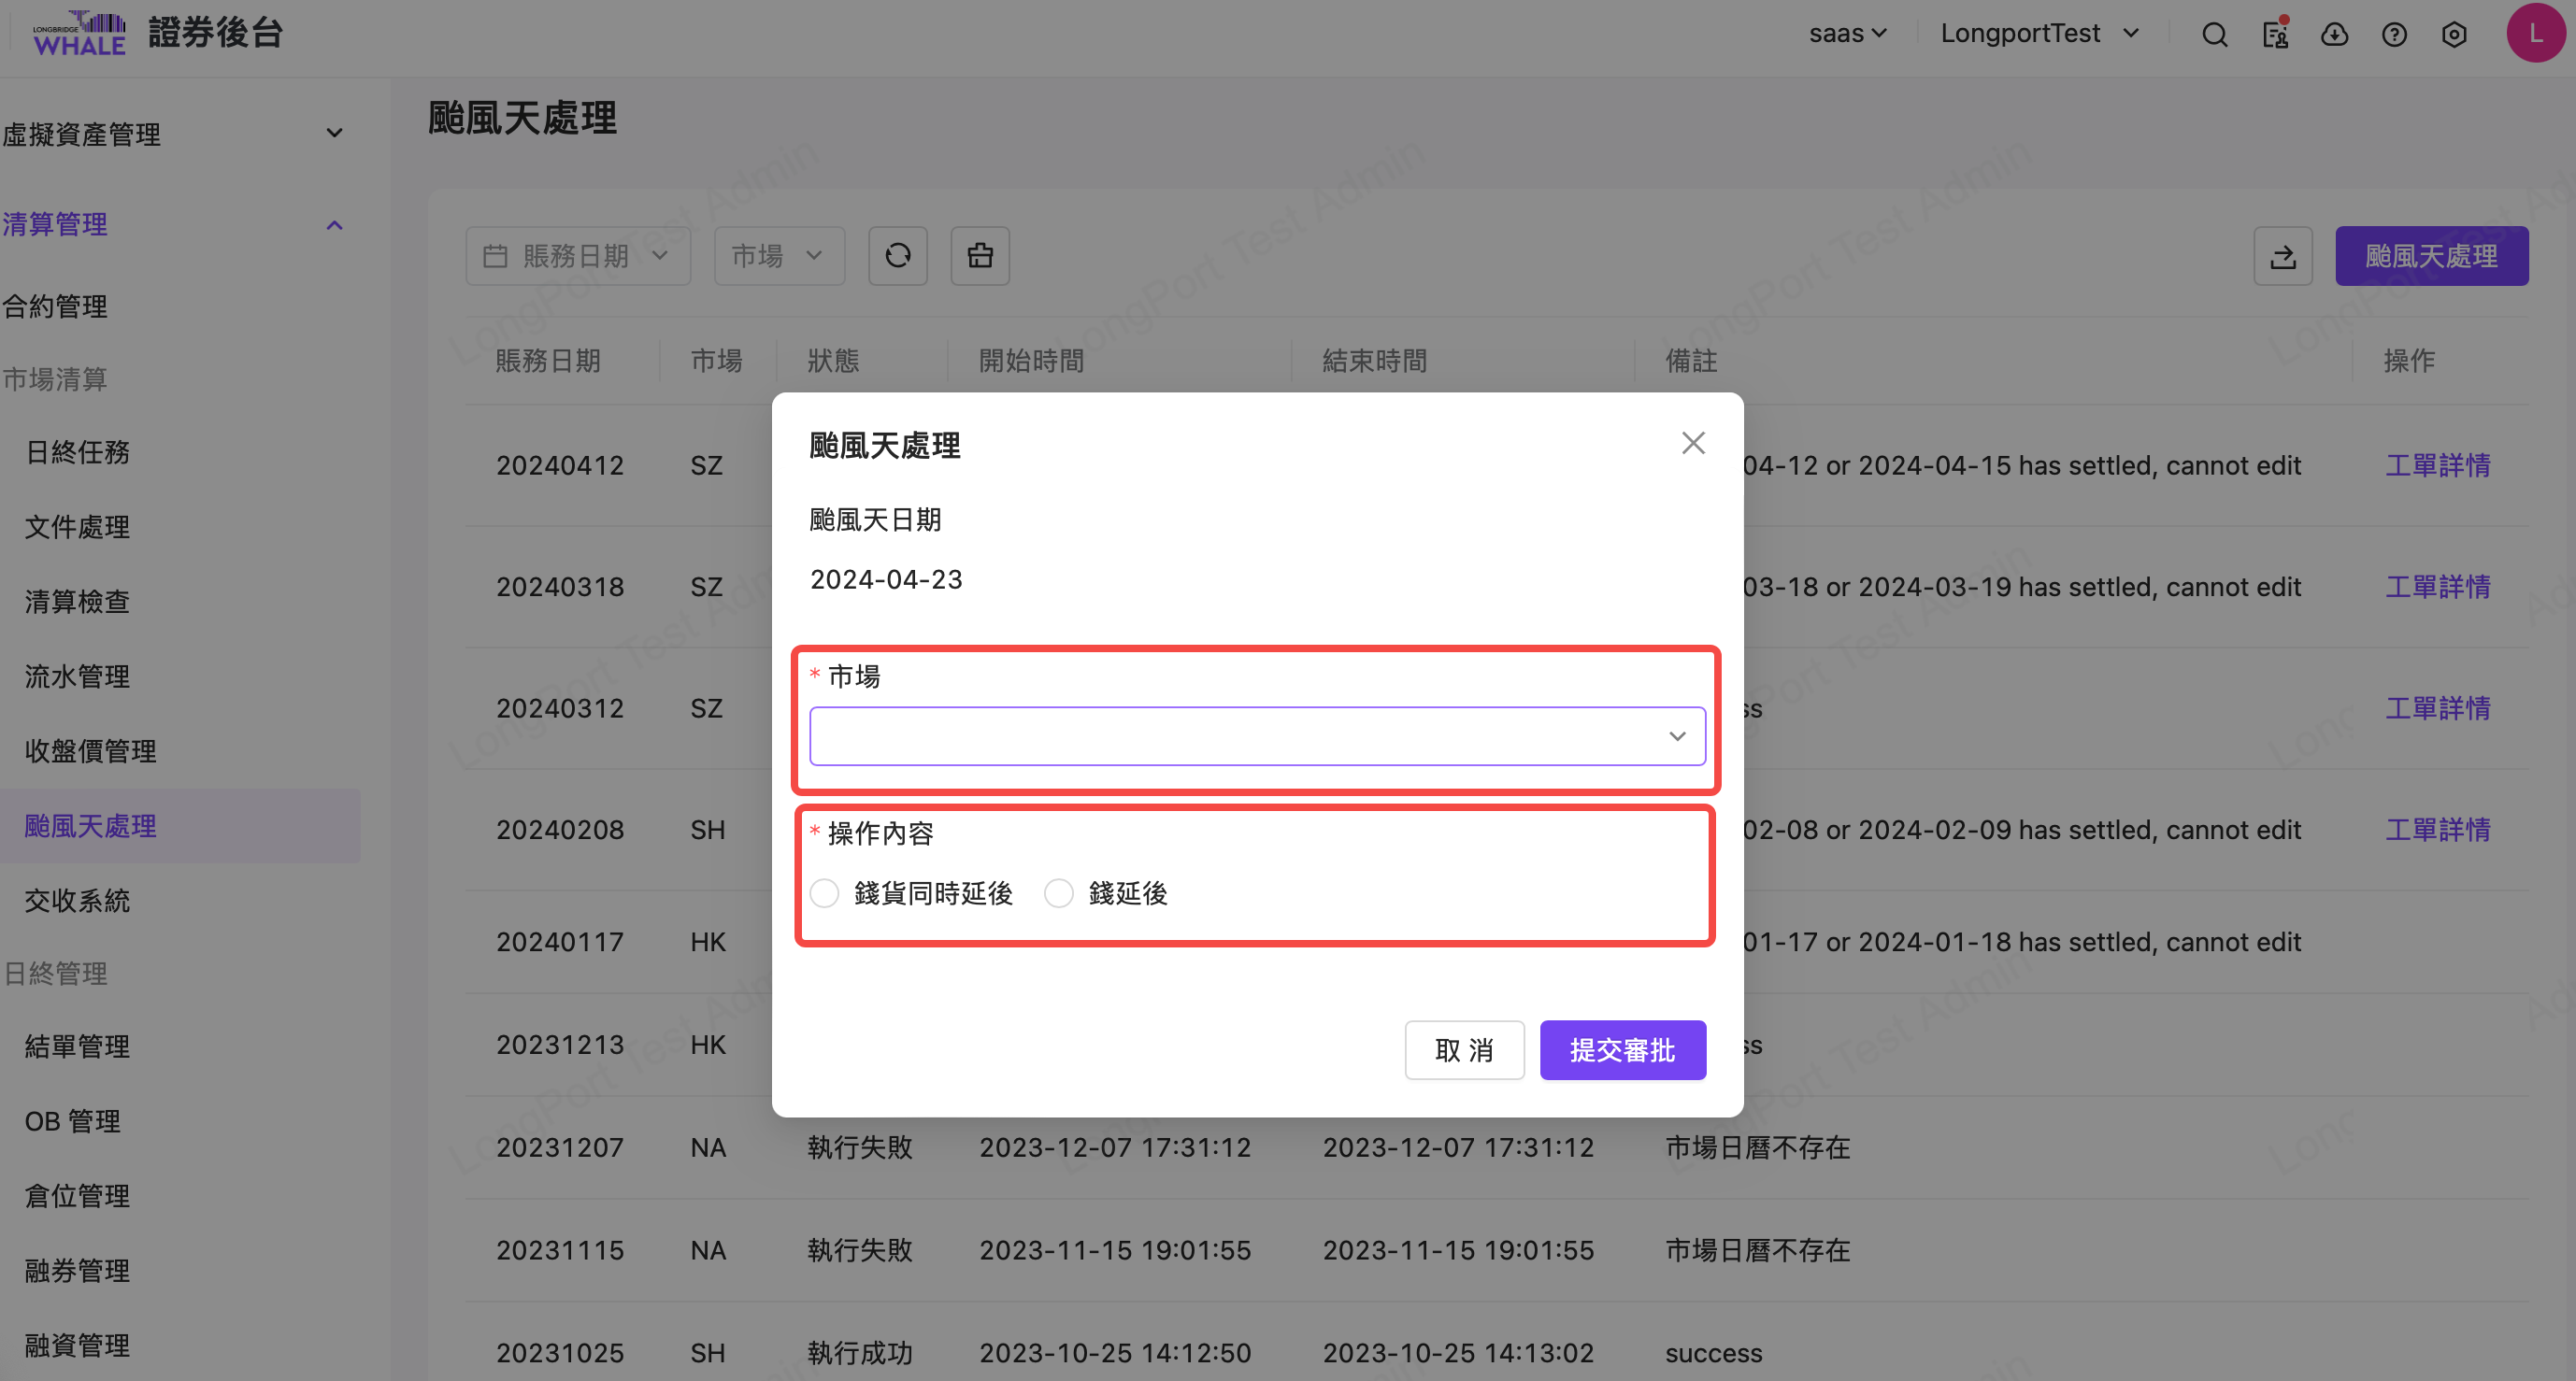 LONGBRIDGE
WHALE
證券後台
saas
LongportTest
L
虛擬資產管理
清算管理
合約管理
市場清算
日終任務
文件處理
清算檢查
流水管理
收盤價管理
颱風天處理
交收系統
日終管理
結單管理
OB 管理
倉位管理
融券管理
融資管理
颱風天處理
賬務日期 市場 颱風天處理
賬務日期 市場 狀態 開始時間 結束時間 備註 操作
20240412 SZ 04-12 or 2024-04-15 has settled, cannot edit 工單詳情
20240318 SZ 03-18 or 2024-03-19 has settled, cannot edit 工單詳情
20240312 SZ ss 工單詳情
20240208 SH 02-08 or 2024-02-09 has settled, cannot edit 工單詳情
20240117 HK 01-17 or 2024-01-18 has settled, cannot edit
20231213 HK ss
20231207 NA 執行失敗 2023-12-07 17:31:12 2023-12-07 17:31:12 市場日曆不存在
20231115 NA 執行失敗 2023-11-15 19:01:55 2023-11-15 19:01:55 市場日曆不存在
20231025 SH 執行成功 2023-10-25 14:12:50 2023-10-25 14:13:02 success
颱風天處理
颱風天日期
2024-04-23
* 市場
* 操作內容
錢貨同時延後 錢延後
取 消 提交審批
LongPort Test Admin